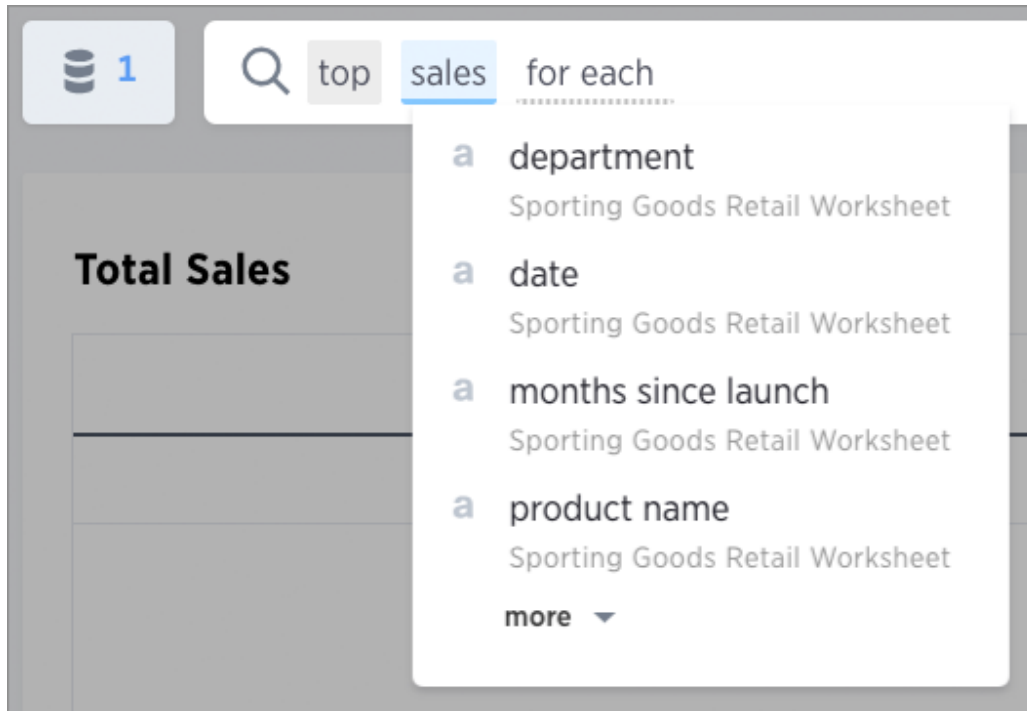 1
top sales for each
a department
Sporting Goods Retail Worksheet
Total Sales
a date
Sporting Goods Retail Worksheet
a months since launch
Sporting Goods Retail Worksheet
a product name
Sporting Goods Retail Worksheet
more